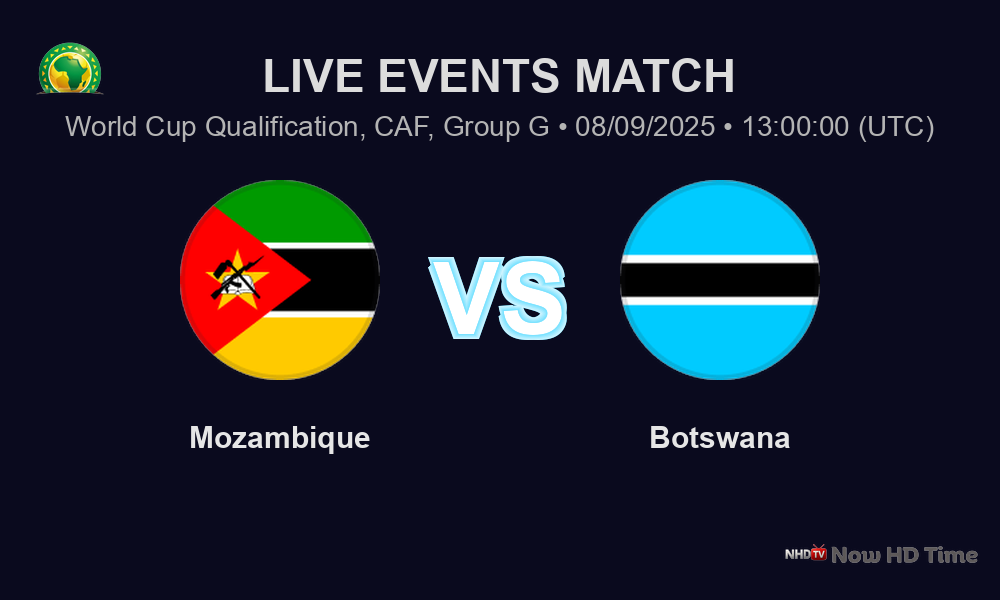 LIVE EVENTS MATCH
World Cup Qualification, CAF, Group G • 08/09/2025 • 13:00:00 (UTC)
VS
Mozambique
Botswana
NHDTV Now HD Time